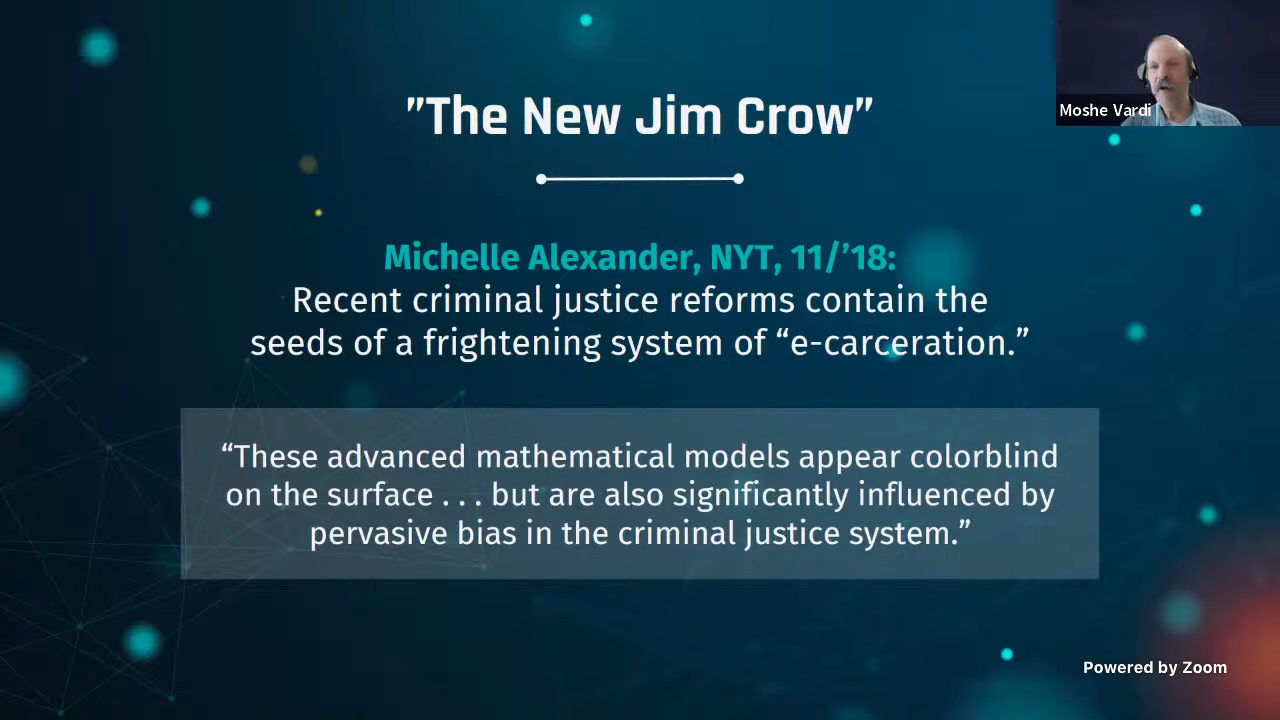 ”The New Jim Crow”
Moshe Vardi
Michelle Alexander, NYT, 11/’18:
Recent criminal justice reforms contain the
seeds of a frightening system of “e-carceration.”
“These advanced mathematical models appear colorblind
on the surface . . . but are also significantly influenced by
pervasive bias in the criminal justice system.”
Powered by Zoom